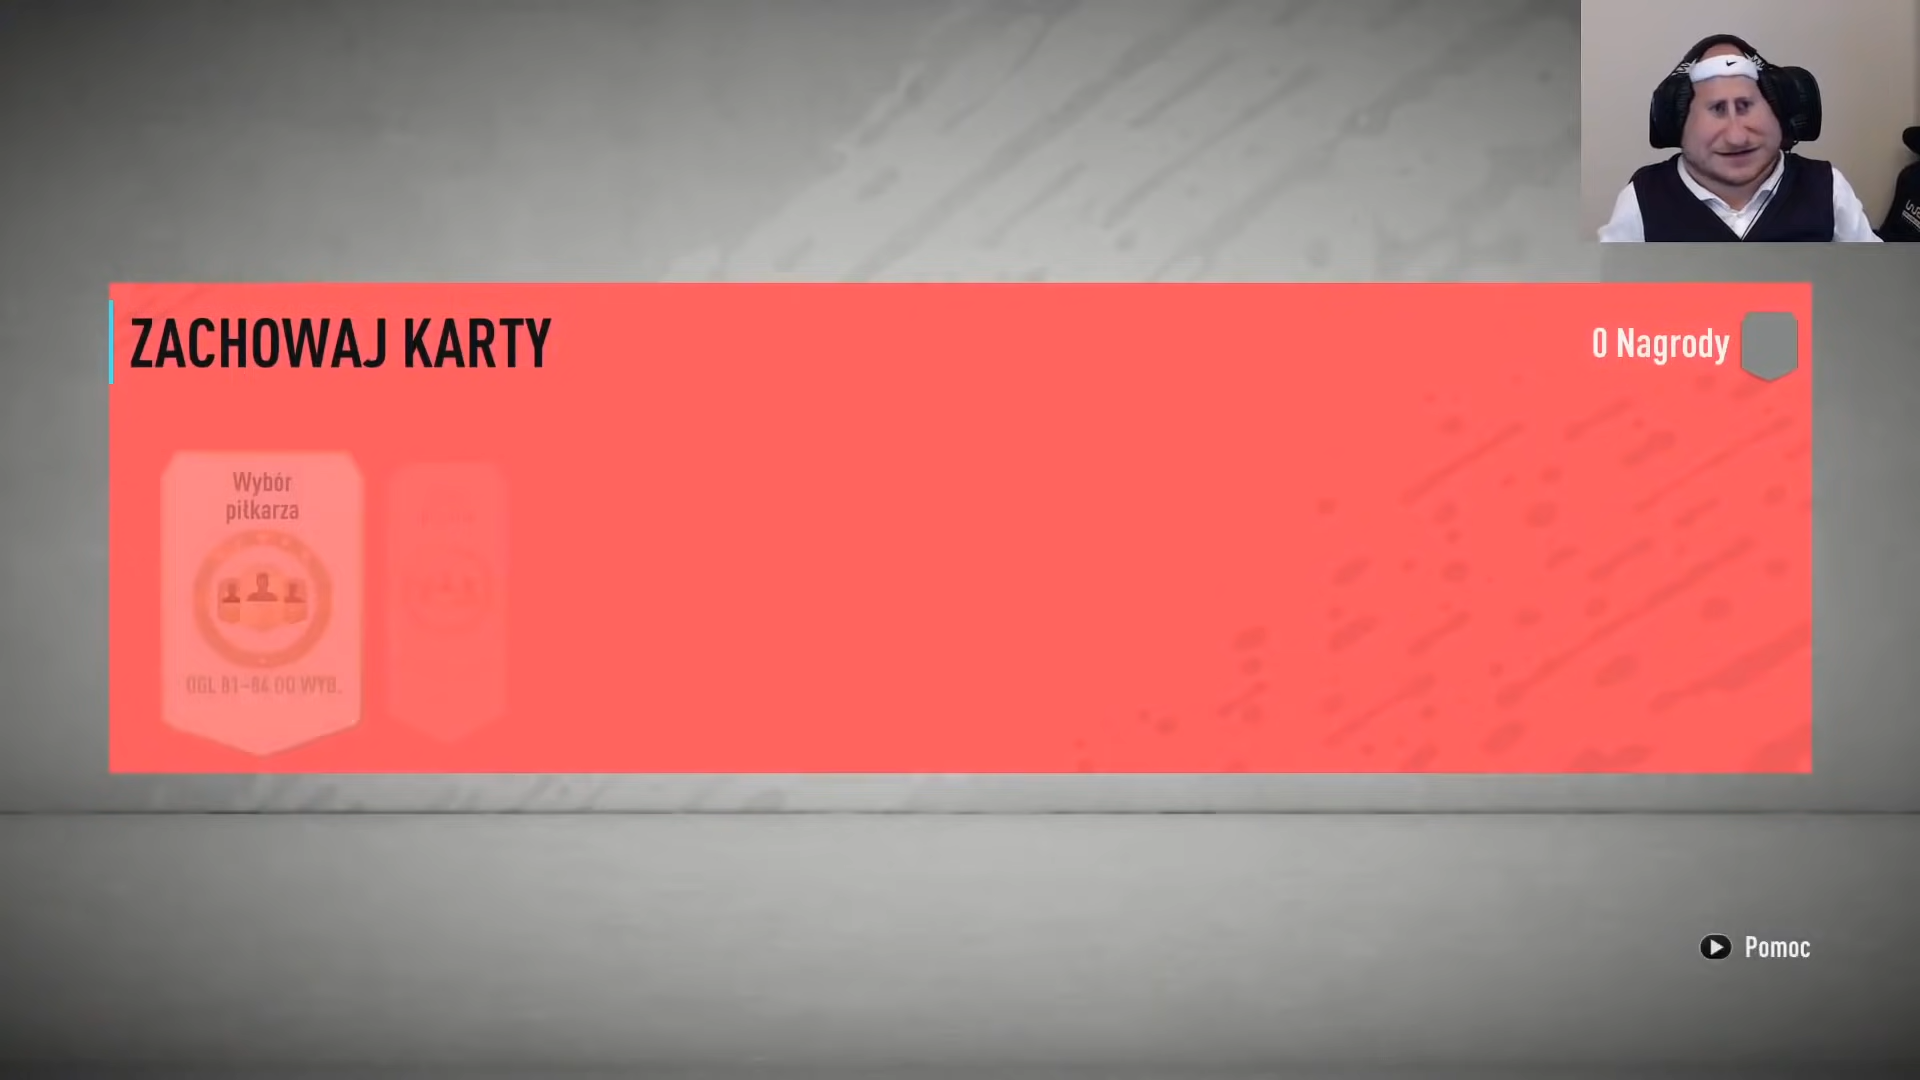 ZACHOWAJ KARTY
0 Nagrody
Wybór
piłkarza
OGL 81-84 DO WYB.
Pomoc